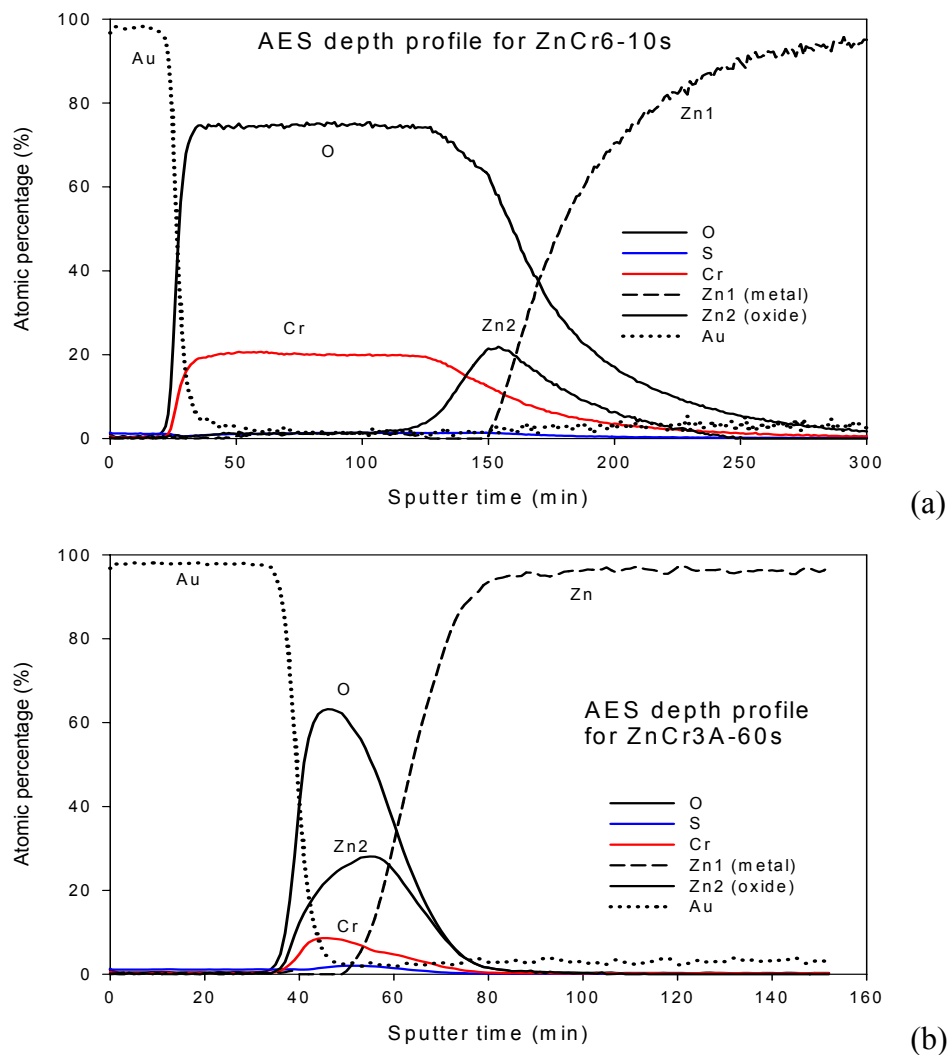 AES depth profile for ZnCr6-10s
Atomic percentage (%)
100
80
60
40
20
0
Au
O
Cr
Zn2
Zn1
O
S
Cr
Zn1 (metal)
Zn2 (oxide)
Au
0 50 100 150 200 250 300
Sputter time (min)
(a)
Atomic percentage (%)
100
80
60
40
20
0
Au
Zn
O
Zn2
Cr
AES depth profile
for ZnCr3A-60s
O
S
Cr
Zn1 (metal)
Zn2 (oxide)
Au
0 20 40 60 80 100 120 140 160
Sputter time (min)
(b)